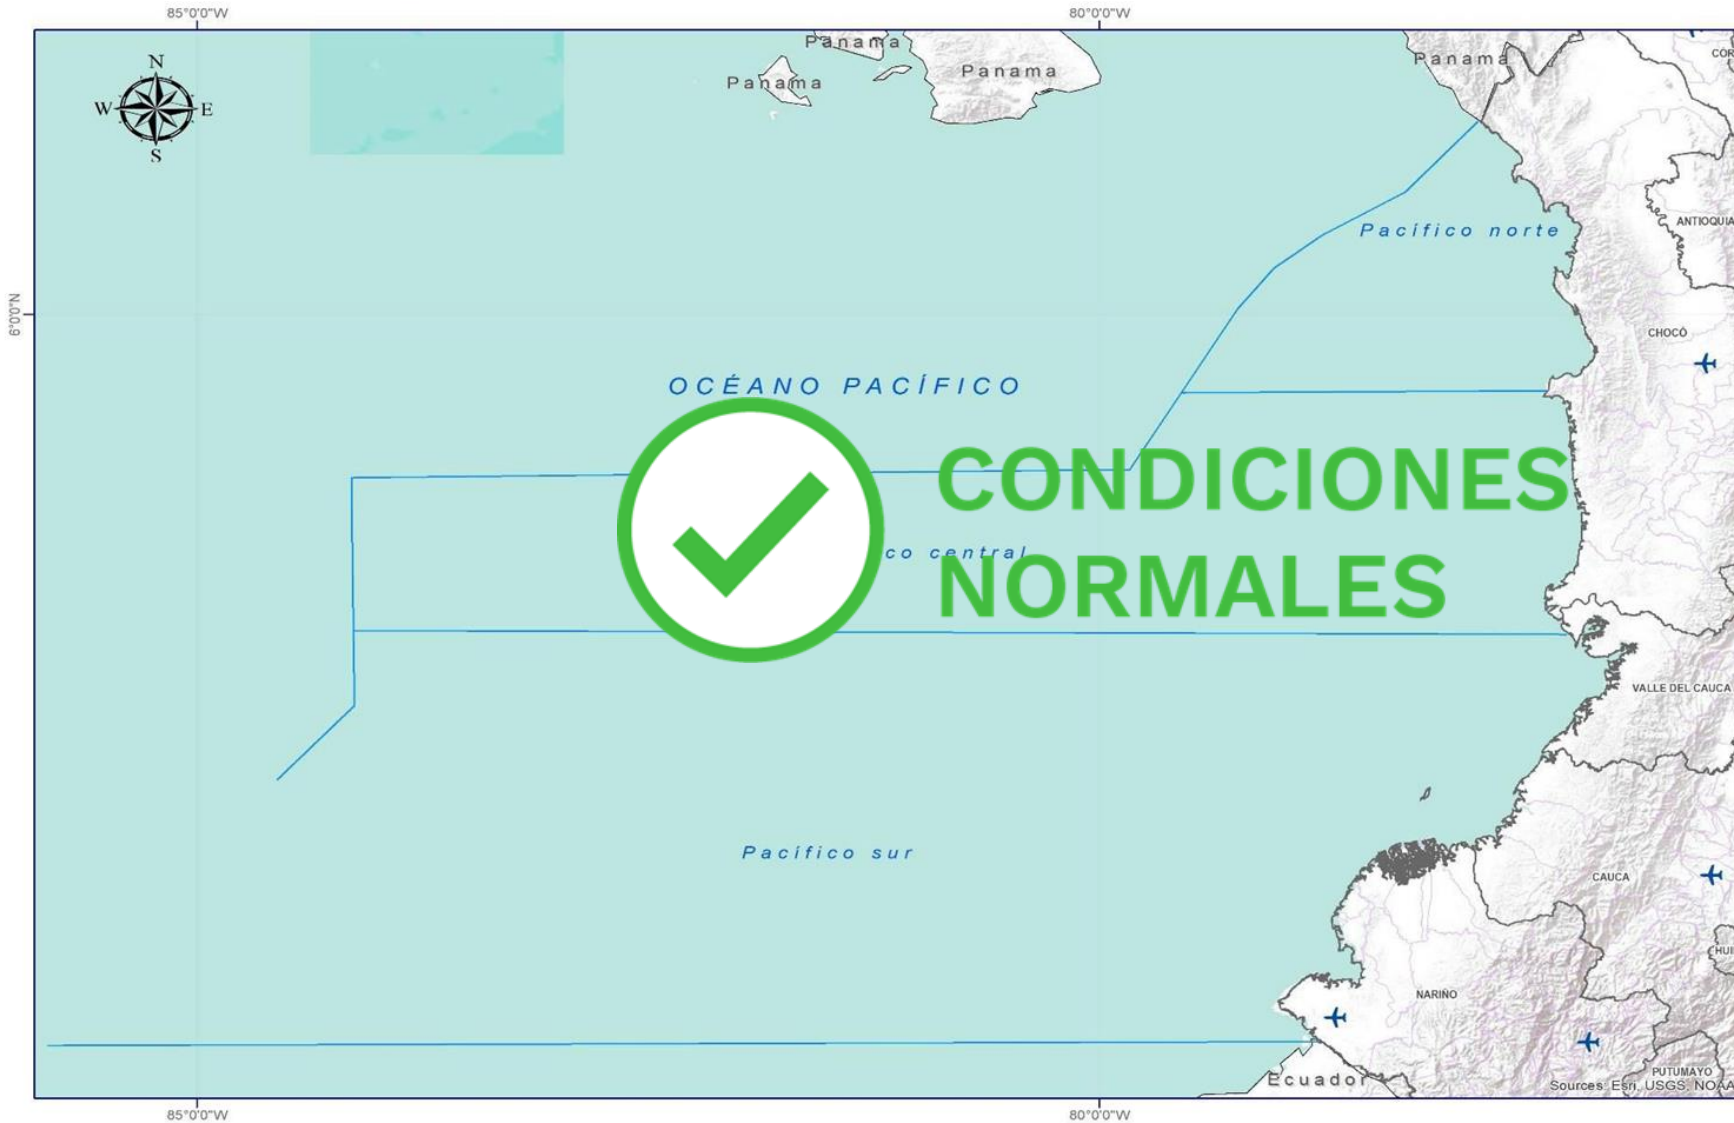 85°0'0"W
80°0'0"W
N
W
E
S
Panama
Panama
Panama
Panama
CÓR
ANTIOQUIA
Pacífico norte
6°0'0"N
CHOCÓ
OCÉANO PACÍFICO
CONDICIONES
co central
NORMALES
VALLE DEL CAUCA
Pacífico sur
CAUCA
HUI
NARIÑO
PUTUMAYO
Ecuador
Sources: Esri, USGS, NOAA
85°0'0"W
80°0'0"W